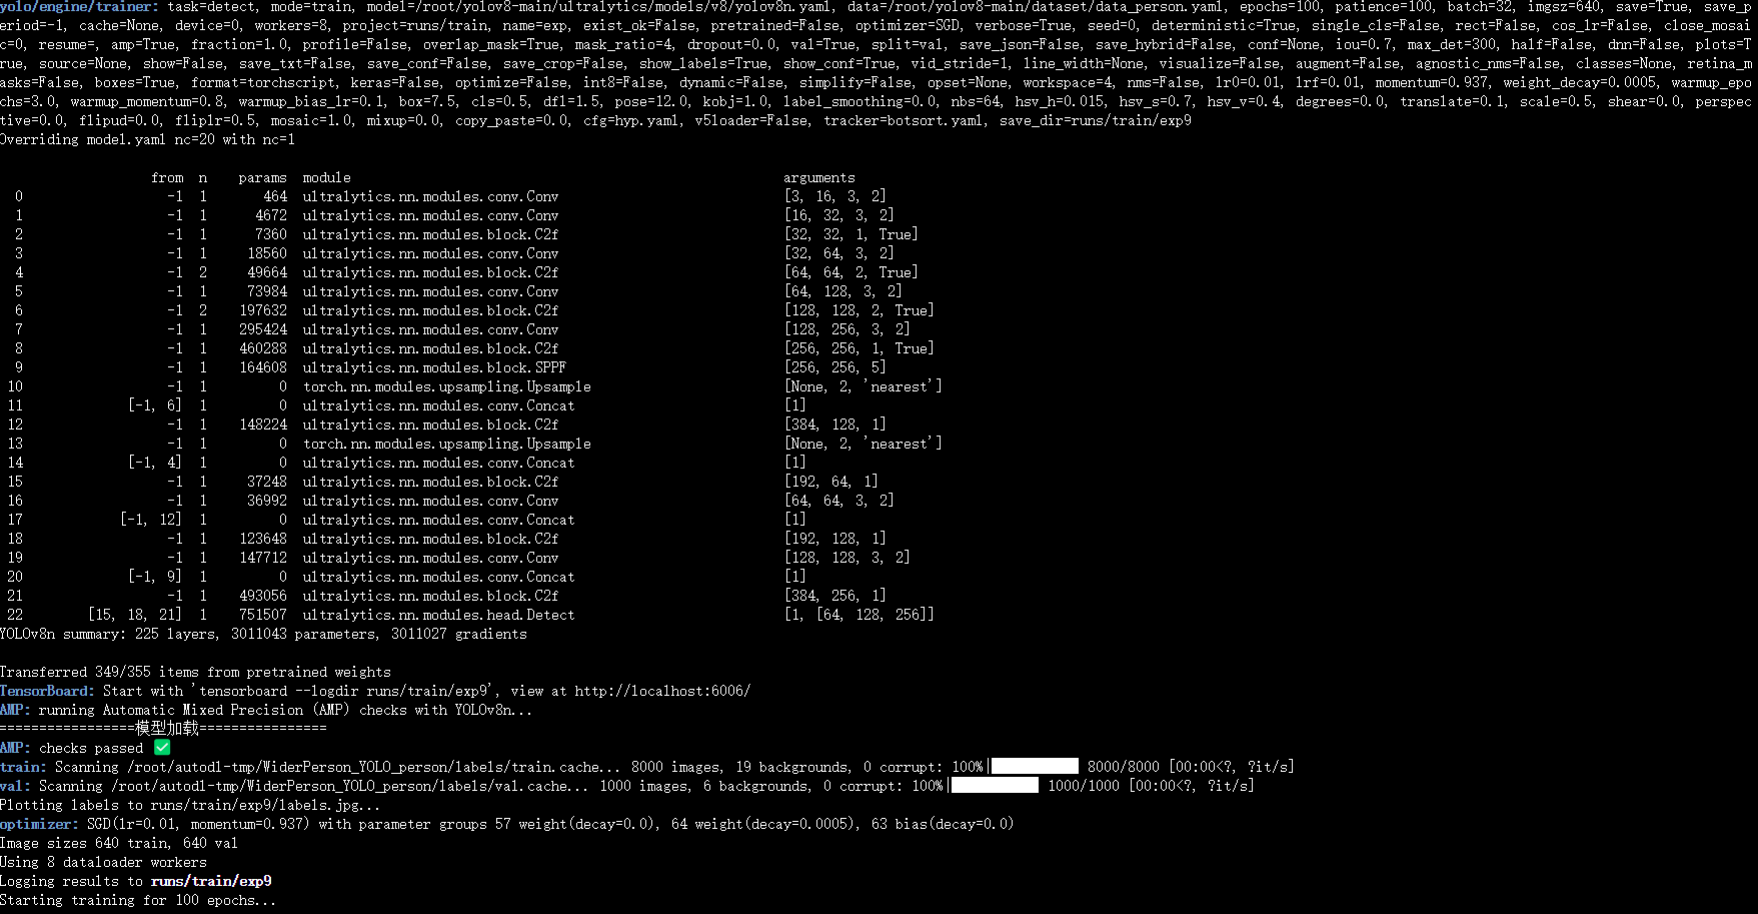 yolo/engine/trainer: task=detect, mode=train, model=/root/yolov8-main/ultralytics/models/v8/yolov8n.yaml, data=/root/yolov8-main/dataset/data_person.yaml, epochs=100, patience=100, batch=32, imgsz=640, save=True, save_p
eriod=-1, cache=None, device=0, workers=8, project=runs/train, name=exp, exist_ok=False, pretrained=False, optimizer=SGD, verbose=True, seed=0, deterministic=True, single_cls=False, rect=False, cos_lr=False, close_mosai
c=0, resume=, amp=True, fraction=1.0, profile=False, overlap_mask=True, mask_ratio=4, dropout=0.0, val=True, split=val, save_json=False, save_hybrid=False, conf=None, iou=0.7, max_det=300, half=False, dnn=False, plots=T
rue, source=None, show=False, save_txt=False, save_conf=False, save_crop=False, show_labels=True, show_conf=True, vid_stride=1, line_width=None, visualize=False, augment=False, agnostic_nms=False, classes=None, retina_m
asks=False, boxes=True, format=torchscript, keras=False, optimize=False, int8=False, dynamic=False, simplify=False, opset=None, workspace=4, nms=False, lr0=0.01, lrf=0.01, momentum=0.937, weight_decay=0.0005, warmup_epo
chs=3.0, warmup_momentum=0.8, warmup_bias_lr=0.1, box=7.5, cls=0.5, dfl=1.5, pose=12.0, kobj=1.0, label_smoothing=0.0, nbs=64, hsv_h=0.015, hsv_s=0.7, hsv_v=0.4, degrees=0.0, translate=0.1, scale=0.5, shear=0.0, perspec
tive=0.0, flipud=0.0, fliplr=0.5, mosaic=1.0, mixup=0.0, copy_paste=0.0, cfg=hyp.yaml, v5loader=False, tracker=botsort.yaml, save_dir=runs/train/exp9
Overriding model.yaml nc=20 with nc=1
from n params module arguments
0 -1 1 464 ultralytics.nn.modules.conv.Conv [3, 16, 3, 2]
1 -1 1 4672 ultralytics.nn.modules.conv.Conv [16, 32, 3, 2]
2 -1 1 7360 ultralytics.nn.modules.block.C2f [32, 32, 1, True]
3 -1 1 18560 ultralytics.nn.modules.conv.Conv [32, 64, 3, 2]
4 -1 2 49664 ultralytics.nn.modules.block.C2f [64, 64, 2, True]
5 -1 1 73984 ultralytics.nn.modules.conv.Conv [64, 128, 3, 2]
6 -1 2 197632 ultralytics.nn.modules.block.C2f [128, 128, 2, True]
7 -1 1 295424 ultralytics.nn.modules.conv.Conv [128, 256, 3, 2]
8 -1 1 460288 ultralytics.nn.modules.block.C2f [256, 256, 1, True]
9 -1 1 164608 ultralytics.nn.modules.block.SPPF [256, 256, 5]
10 -1 1 0 torch.nn.modules.upsampling.Upsample [None, 2, 'nearest']
11 [-1, 6] 1 0 ultralytics.nn.modules.conv.Concat [1]
12 -1 1 148224 ultralytics.nn.modules.block.C2f [384, 128, 1]
13 -1 1 0 torch.nn.modules.upsampling.Upsample [None, 2, 'nearest']
14 [-1, 4] 1 0 ultralytics.nn.modules.conv.Concat [1]
15 -1 1 37248 ultralytics.nn.modules.block.C2f [192, 64, 1]
16 -1 1 36992 ultralytics.nn.modules.conv.Conv [64, 64, 3, 2]
17 [-1, 12] 1 0 ultralytics.nn.modules.conv.Concat [1]
18 -1 1 123648 ultralytics.nn.modules.block.C2f [192, 128, 1]
19 -1 1 147712 ultralytics.nn.modules.conv.Conv [128, 128, 3, 2]
20 [-1, 9] 1 0 ultralytics.nn.modules.conv.Concat [1]
21 -1 1 493056 ultralytics.nn.modules.block.C2f [384, 256, 1]
22 [15, 18, 21] 1 751507 ultralytics.nn.modules.head.Detect [1, [64, 128, 256]]
YOLOv8n summary: 225 layers, 3011043 parameters, 3011027 gradients
Transferred 349/355 items from pretrained weights
TensorBoard: Start with 'tensorboard --logdir runs/train/exp9', view at http://localhost:6006/
AMP: running Automatic Mixed Precision (AMP) checks with YOLOv8n...
=================模型加载================
AMP: checks passed ✅
train: Scanning /root/autodl-tmp/WiderPerson_YOLO_person/labels/train.cache... 8000 images, 19 backgrounds, 0 corrupt: 100%|██████████| 8000/8000 [00:00<?, ?it/s]
val: Scanning /root/autodl-tmp/WiderPerson_YOLO_person/labels/val.cache... 1000 images, 6 backgrounds, 0 corrupt: 100%|██████████| 1000/1000 [00:00<?, ?it/s]
Plotting labels to runs/train/exp9/labels.jpg...
optimizer: SGD(lr=0.01, momentum=0.937) with parameter groups 57 weight(decay=0.0), 64 weight(decay=0.0005), 63 bias(decay=0.0)
Image sizes 640 train, 640 val
Using 8 dataloader workers
Logging results to runs/train/exp9
Starting training for 100 epochs...